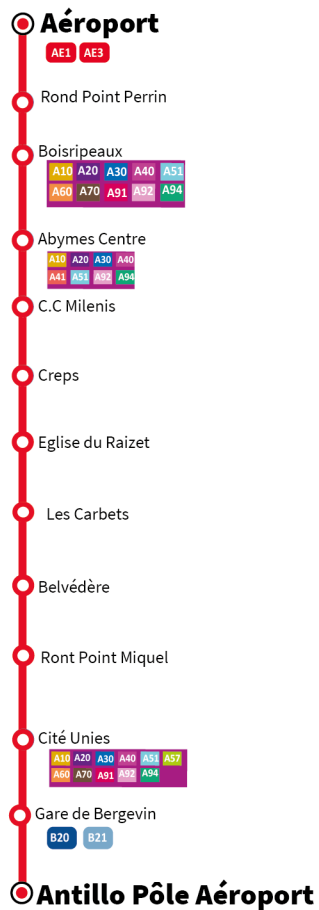 Aéroport
AE1 AE3
Rond Point Perrin
Boisripeaux
A10 A20 A30 A40 A51
A60 A70 A91 A92 A94
Abymes Centre
A10 A20 A30 A40
A41 A51 A92 A94
C.C Milenis
Creps
Eglise du Raizet
Les Carbets
Belvédère
Ront Point Miquel
Cité Unies
A10 A20 A30 A40 A51 A57
A60 A70 A91 A92 A94
Gare de Bergevin
B20 B21
Antillo Pôle Aéroport